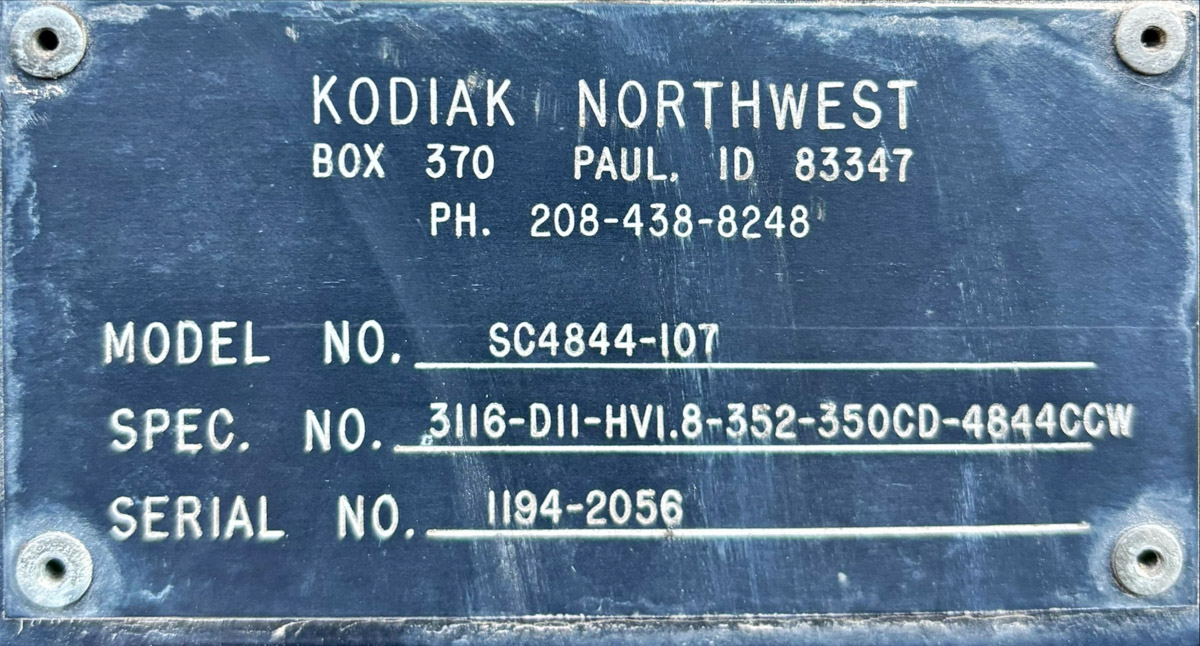 KODIAK NORTHWEST
BOX 370 PAUL, ID 83347
PH. 208-438-8248
MODEL NO. SC4844-107
SPEC. NO. 3116-D11-HV1.8-352-350CD-4844CCW
SERIAL NO. 1194-2056